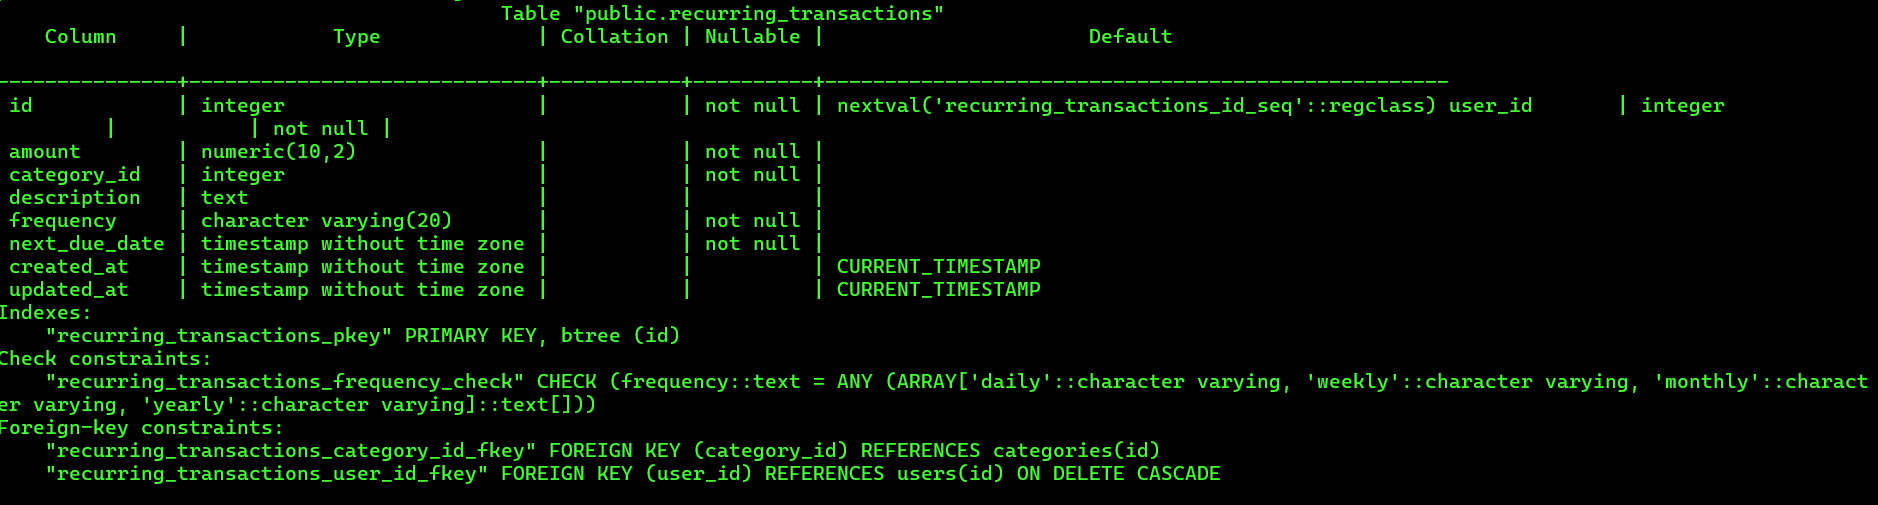 Table "public.recurring_transactions"
    Column     |            Type             | Collation | Nullable |                      Default
---------------+-----------------------------+-----------+----------+----------------------------------------------------
 id            | integer                     |           | not null | nextval('recurring_transactions_id_seq'::regclass) user_id       | integer
         |           | not null |
 amount        | numeric(10,2)               |           | not null |
 category_id   | integer                     |           | not null |
 description   | text                        |           |          |
 frequency     | character varying(20)       |           | not null |
 next_due_date | timestamp without time zone |           | not null |
 created_at    | timestamp without time zone |           |          | CURRENT_TIMESTAMP
 updated_at    | timestamp without time zone |           |          | CURRENT_TIMESTAMP
Indexes:
    "recurring_transactions_pkey" PRIMARY KEY, btree (id)
Check constraints:
    "recurring_transactions_frequency_check" CHECK (frequency::text = ANY (ARRAY['daily'::character varying, 'weekly'::character varying, 'monthly'::charact
er varying, 'yearly'::character varying]::text[]))
Foreign-key constraints:
    "recurring_transactions_category_id_fkey" FOREIGN KEY (category_id) REFERENCES categories(id)
    "recurring_transactions_user_id_fkey" FOREIGN KEY (user_id) REFERENCES users(id) ON DELETE CASCADE